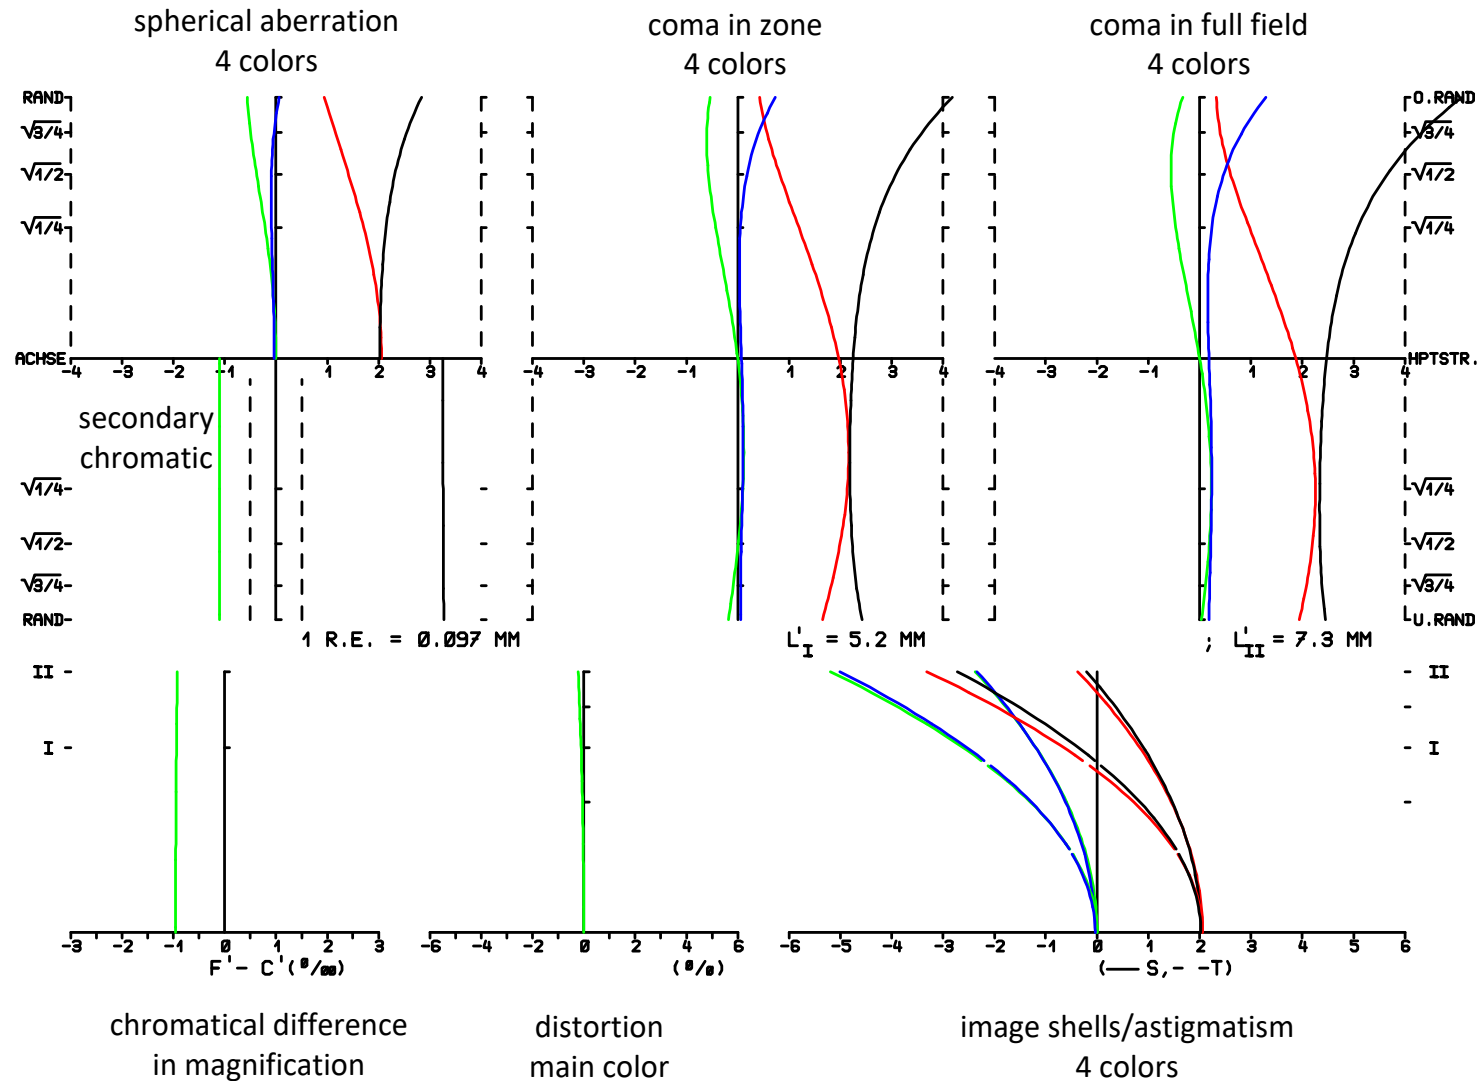 spherical aberration
4 colors
coma in zone
4 colors
coma in full field
4 colors
RAND
√3/4
√1/2
√1/4
ACHSE
O.RAND
√3/4
√1/2
√1/4
HPTSTR.
-4 -3 -2 -1 1 2 3 4
-4 -3 -2 -1 1 2 3 4
-4 -3 -2 -1 1 2 3 4
secondary
chromatic
√1/4
√1/2
√3/4
RAND
√1/4
√1/2
√3/4
U.RAND
1 R.E. = 0.097 MM
L'I = 5.2 MM
; L'II = 7.3 MM
II
I
II
I
-3 -2 -1 0 1 2 3
-6 -4 -2 0 2 4 6
-6 -5 -4 -3 -2 -1 0 1 2 3 4 5 6
F'- C'(0/00)
(0/0)
(— S,- -T)
chromatical difference
in magnification
distortion
main color
image shells/astigmatism
4 colors